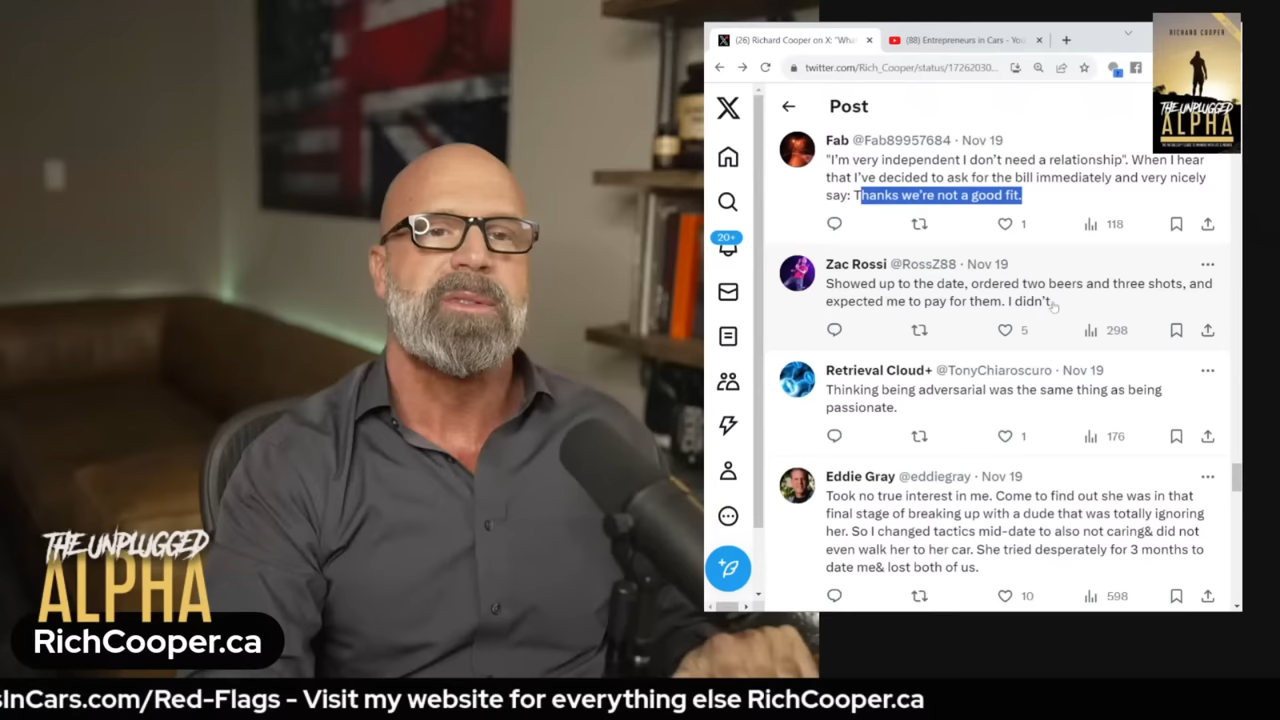 (26) Richard Cooper on X: "Wha
(88) Entrepreneurs in Cars - You
twitter.com/Rich_Cooper/status/17262030...
RICHARD COOPER
THE UNPLUGGED
ALPHA
Post
20+
Fab @Fab89957684 · Nov 19
"I'm very independent I don't need a relationship". When I hear
that I've decided to ask for the bill immediately and very nicely
say: Thanks we're not a good fit.
1 118
Zac Rossi @RossZ88 · Nov 19
Showed up to the date, ordered two beers and three shots, and
expected me to pay for them. I didn't.
5 298
Retrieval Cloud+ @TonyChiaroscuro · Nov 19
Thinking being adversarial was the same thing as being
passionate.
1 176
Eddie Gray @eddiegray · Nov 19
Took no true interest in me. Come to find out she was in that
final stage of breaking up with a dude that was totally ignoring
her. So I changed tactics mid-date to also not caring& did not
even walk her to her car. She tried desperately for 3 months to
date me& lost both of us.
10 598
THE UNPLUGGED
ALPHA
RichCooper.ca
sInCars.com/Red-Flags - Visit my website for everything else RichCooper.ca